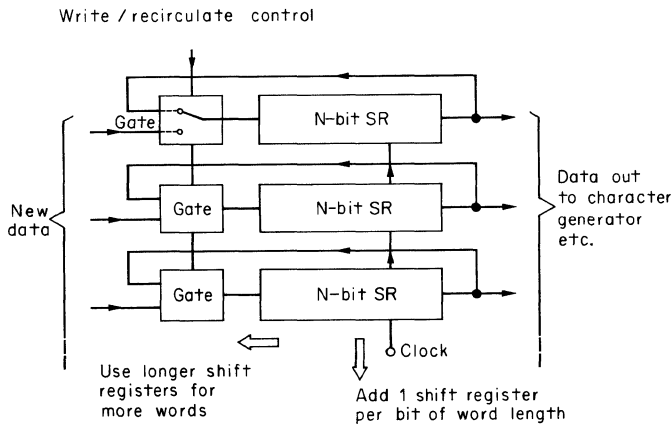 Write / recirculate control
Gate
N-bit SR
Gate
N-bit SR
Gate
N-bit SR
New
data
Data out
to character
generator
etc.
Clock
Use longer shift
registers for
more words
Add 1 shift register
per bit of word length